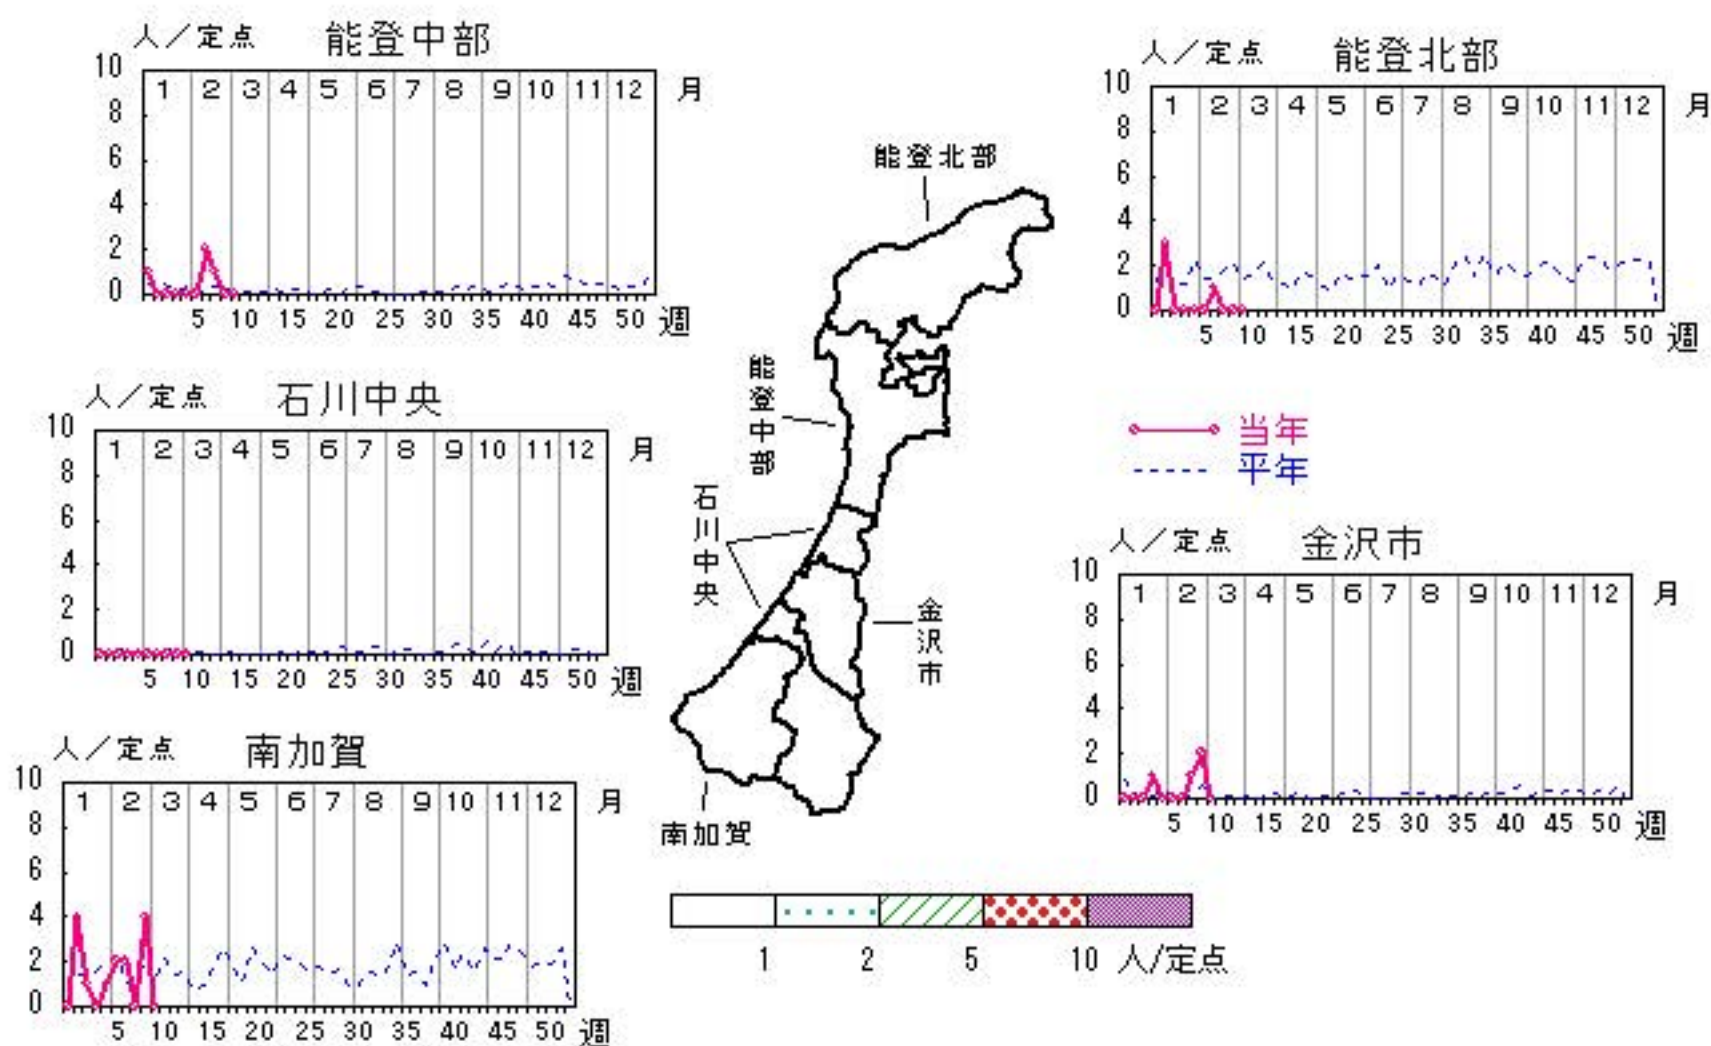 人／定点 能登中部
10 8 6 4 2 0
1 2 3 4 5 6 7 8 9 10 11 12 月
5 10 15 20 25 30 35 40 45 50 週
人／定点 能登北部
10 8 6 4 2 0
1 2 3 4 5 6 7 8 9 10 11 12 月
5 10 15 20 25 30 35 40 45 50 週
能登北部
能登中部
石川中央
金沢市
南加賀
人／定点 石川中央
10 8 6 4 2 0
1 2 3 4 5 6 7 8 9 10 11 12 月
5 10 15 20 25 30 35 40 45 50 週
当年
平年
人／定点 金沢市
10 8 6 4 2 0
1 2 3 4 5 6 7 8 9 10 11 12 月
5 10 15 20 25 30 35 40 45 50 週
人／定点 南加賀
10 8 6 4 2 0
1 2 3 4 5 6 7 8 9 10 11 12 月
5 10 15 20 25 30 35 40 45 50 週
1 2 5 10 人/定点